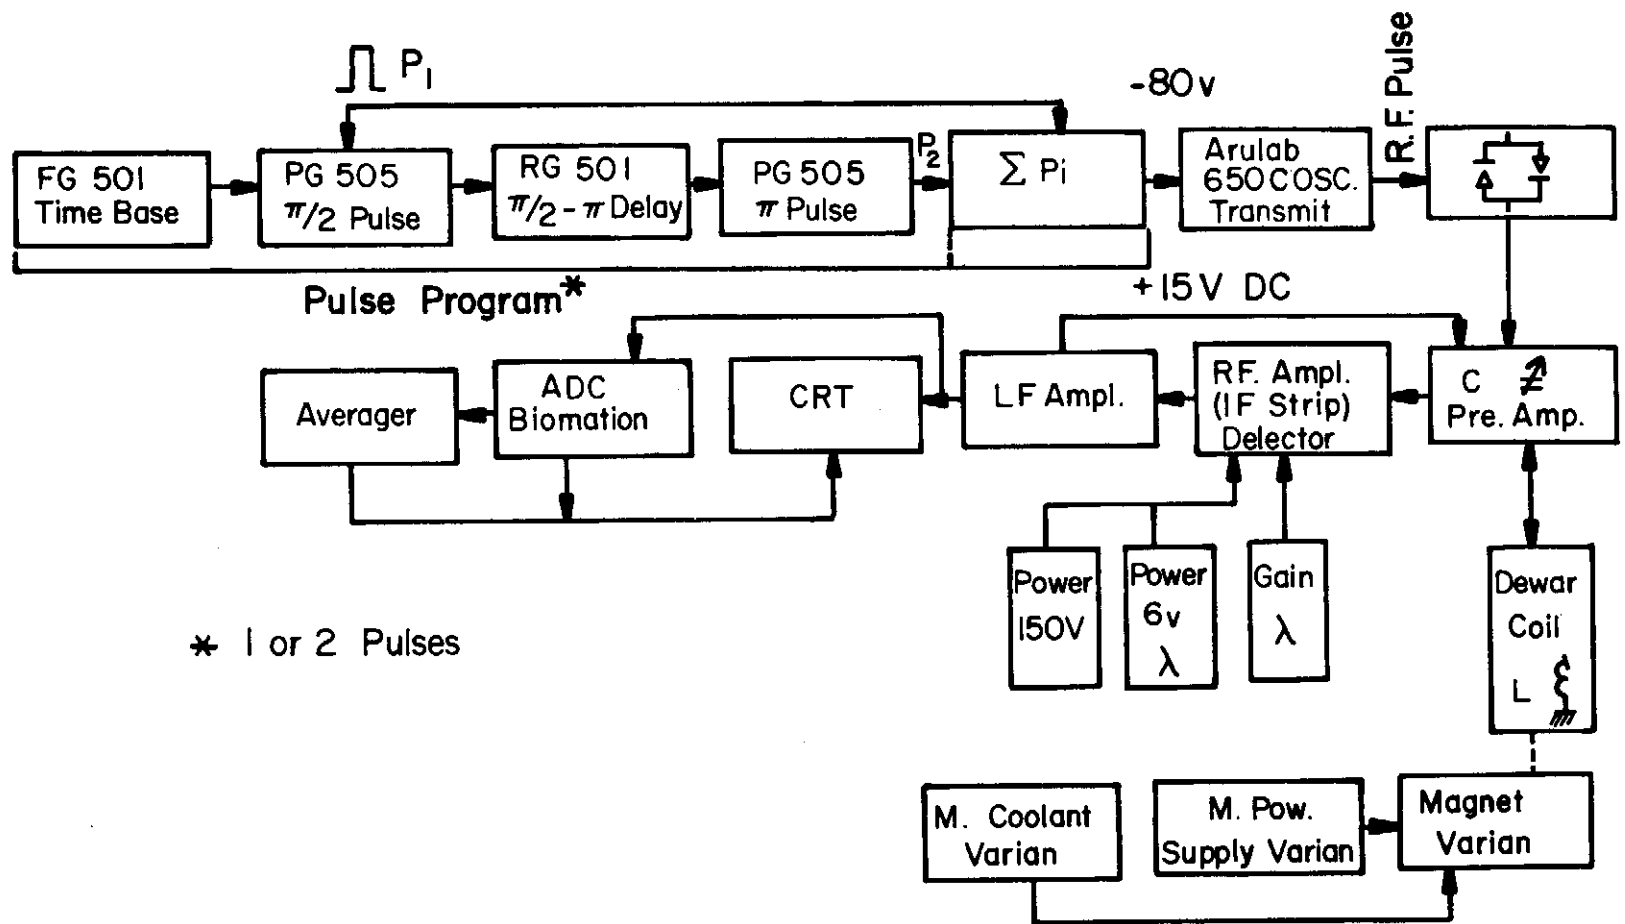 P1
-80v
R.F. Pulse
FG 501
Time Base
PG 505
π/2 Pulse
RG 501
π/2 - π Delay
PG 505
π Pulse
P2
Σ Pi
Arulab
650COSC.
Transmit
Pulse Program*
+15V DC
Averager
ADC
Biomation
CRT
LF Ampl.
RF. Ampl.
(IF Strip)
Delector
C
Pre. Amp.
Power
150V
Power
6v
λ
Gain
λ
Dewar
Coil
L
* 1 or 2 Pulses
M. Coolant
Varian
M. Pow.
Supply Varian
Magnet
Varian